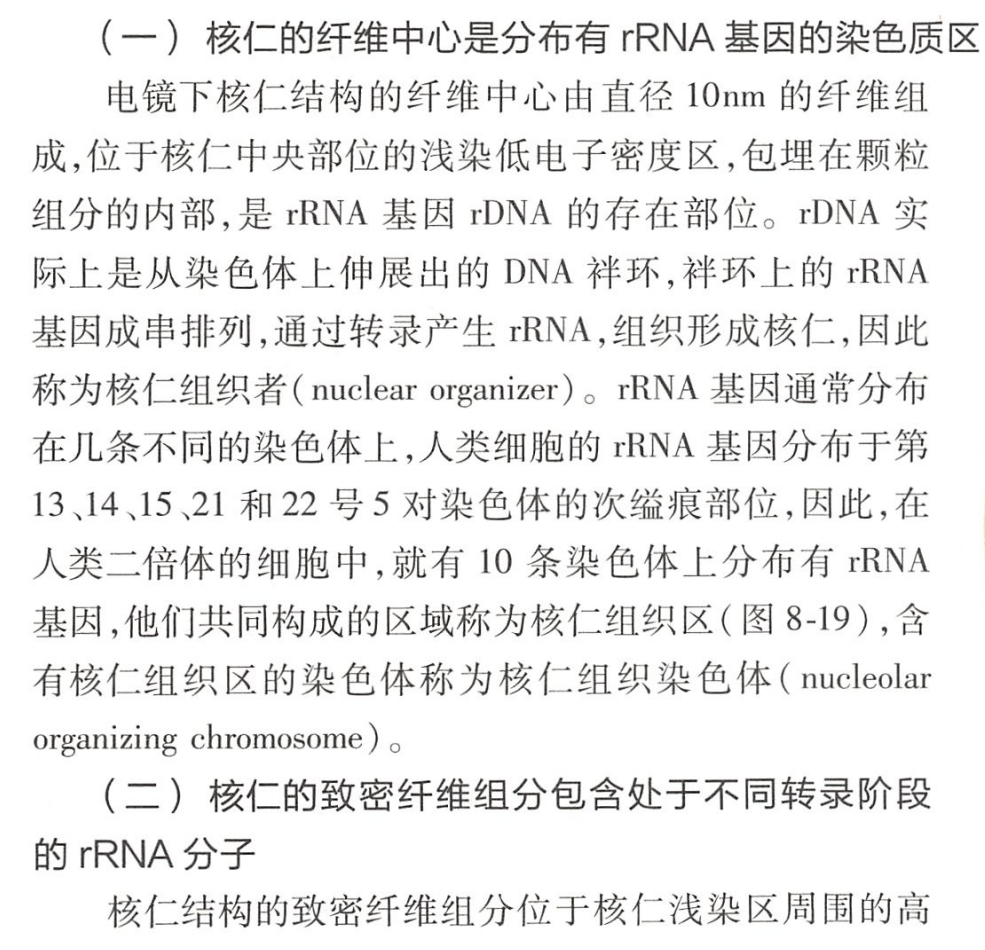 （一）核仁的纤维中心是分布有 rRNA 基因的染色质区
电镜下核仁结构的纤维中心由直径 10nm 的纤维组
成,位于核仁中央部位的浅染低电子密度区,包埋在颗粒
组分的内部,是 rRNA 基因 rDNA 的存在部位。rDNA 实
际上是从染色体上伸展出的 DNA 袢环,袢环上的 rRNA
基因成串排列,通过转录产生 rRNA,组织形成核仁,因此
称为核仁组织者(nuclear organizer)。rRNA 基因通常分布
在几条不同的染色体上,人类细胞的 rRNA 基因分布于第
13、14、15、21 和 22 号 5 对染色体的次缢痕部位,因此,在
人类二倍体的细胞中,就有 10 条染色体上分布有 rRNA
基因,他们共同构成的区域称为核仁组织区(图 8-19),含
有核仁组织区的染色体称为核仁组织染色体(nucleolar
organizing chromosome)。
（二）核仁的致密纤维组分包含处于不同转录阶段
的 rRNA 分子
核仁结构的致密纤维组分位于核仁浅染区周围的高